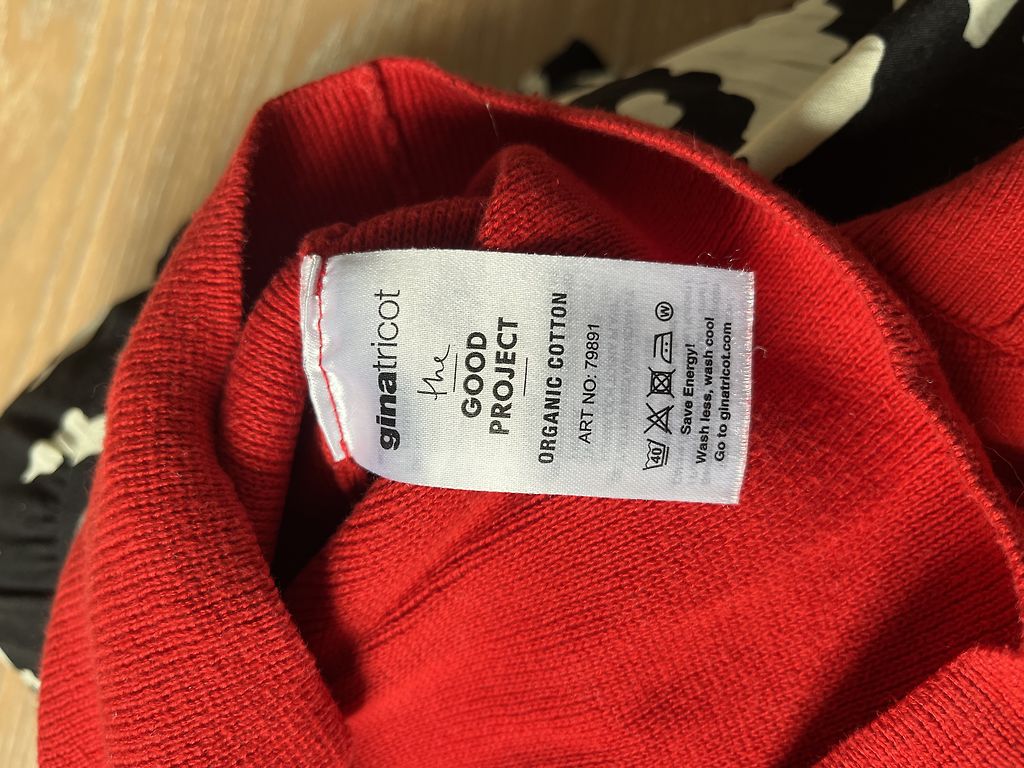 ginatricot
the
GOOD
PROJECT
ORGANIC COTTON
ART NO: 79891
40 W
Save Energy!
Wash less, wash cool
Go to ginatricot.com